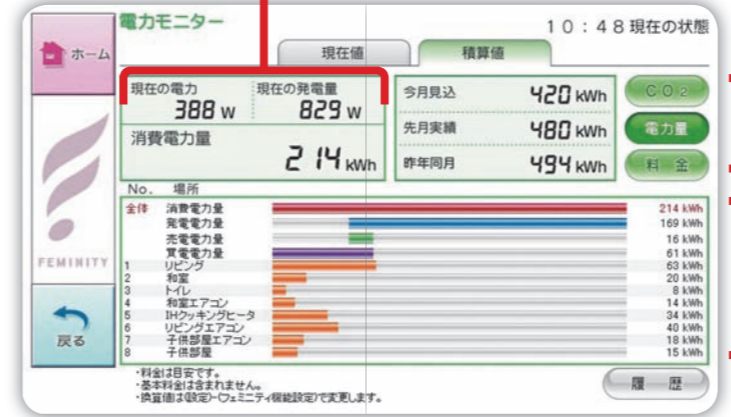 電力モニター
10:48現在の状態
ホーム
現在値
積算値
現在の電力
現在の発電量
388 W
829 W
消費電力量
214 kWh
今月見込
420 kWh
先月実績
480 kWh
昨年同月
494 kWh
CO2
電力量
料金
FEMINITY
戻る
No. 場所
全体 消費電力量 214 kWh
発電電力量 169 kWh
売電電力量 16 kWh
買電電力量 61 kWh
1 リビング 63 kWh
2 和室 20 kWh
3 トイレ 8 kWh
4 和室エアコン 14 kWh
5 IHクッキングヒータ 34 kWh
6 リビングエアコン 40 kWh
7 子供部屋エアコン 18 kWh
8 子供部屋 15 kWh
・料金は目安です。
・基本料金は含まれません。
・換算値は(設定)-(フェミニティ機能設定)で変更します。
履歴